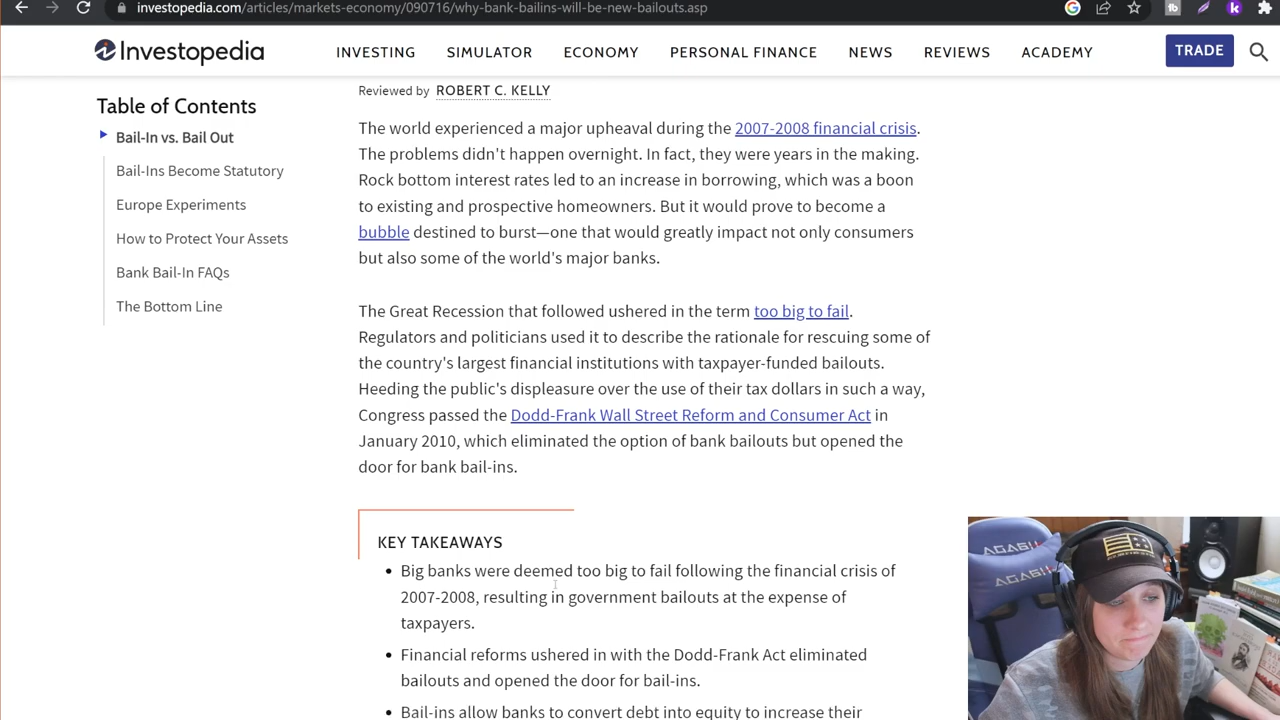 investopedia.com/articles/markets-economy/090716/why-bank-bailins-will-be-new-bailouts.asp
Investopedia
INVESTING SIMULATOR ECONOMY PERSONAL FINANCE NEWS REVIEWS ACADEMY TRADE
Table of Contents
Bail-In vs. Bail Out
Bail-Ins Become Statutory
Europe Experiments
How to Protect Your Assets
Bank Bail-In FAQs
The Bottom Line
Reviewed by ROBERT C. KELLY
The world experienced a major upheaval during the 2007-2008 financial crisis.
The problems didn't happen overnight. In fact, they were years in the making.
Rock bottom interest rates led to an increase in borrowing, which was a boon
to existing and prospective homeowners. But it would prove to become a
bubble destined to burst—one that would greatly impact not only consumers
but also some of the world's major banks.
The Great Recession that followed ushered in the term too big to fail.
Regulators and politicians used it to describe the rationale for rescuing some of
the country's largest financial institutions with taxpayer-funded bailouts.
Heeding the public's displeasure over the use of their tax dollars in such a way,
Congress passed the Dodd-Frank Wall Street Reform and Consumer Act in
January 2010, which eliminated the option of bank bailouts but opened the
door for bank bail-ins.
KEY TAKEAWAYS
Big banks were deemed too big to fail following the financial crisis of
2007-2008, resulting in government bailouts at the expense of
taxpayers.
Financial reforms ushered in with the Dodd-Frank Act eliminated
bailouts and opened the door for bail-ins.
Bail-ins allow banks to convert debt into equity to increase their